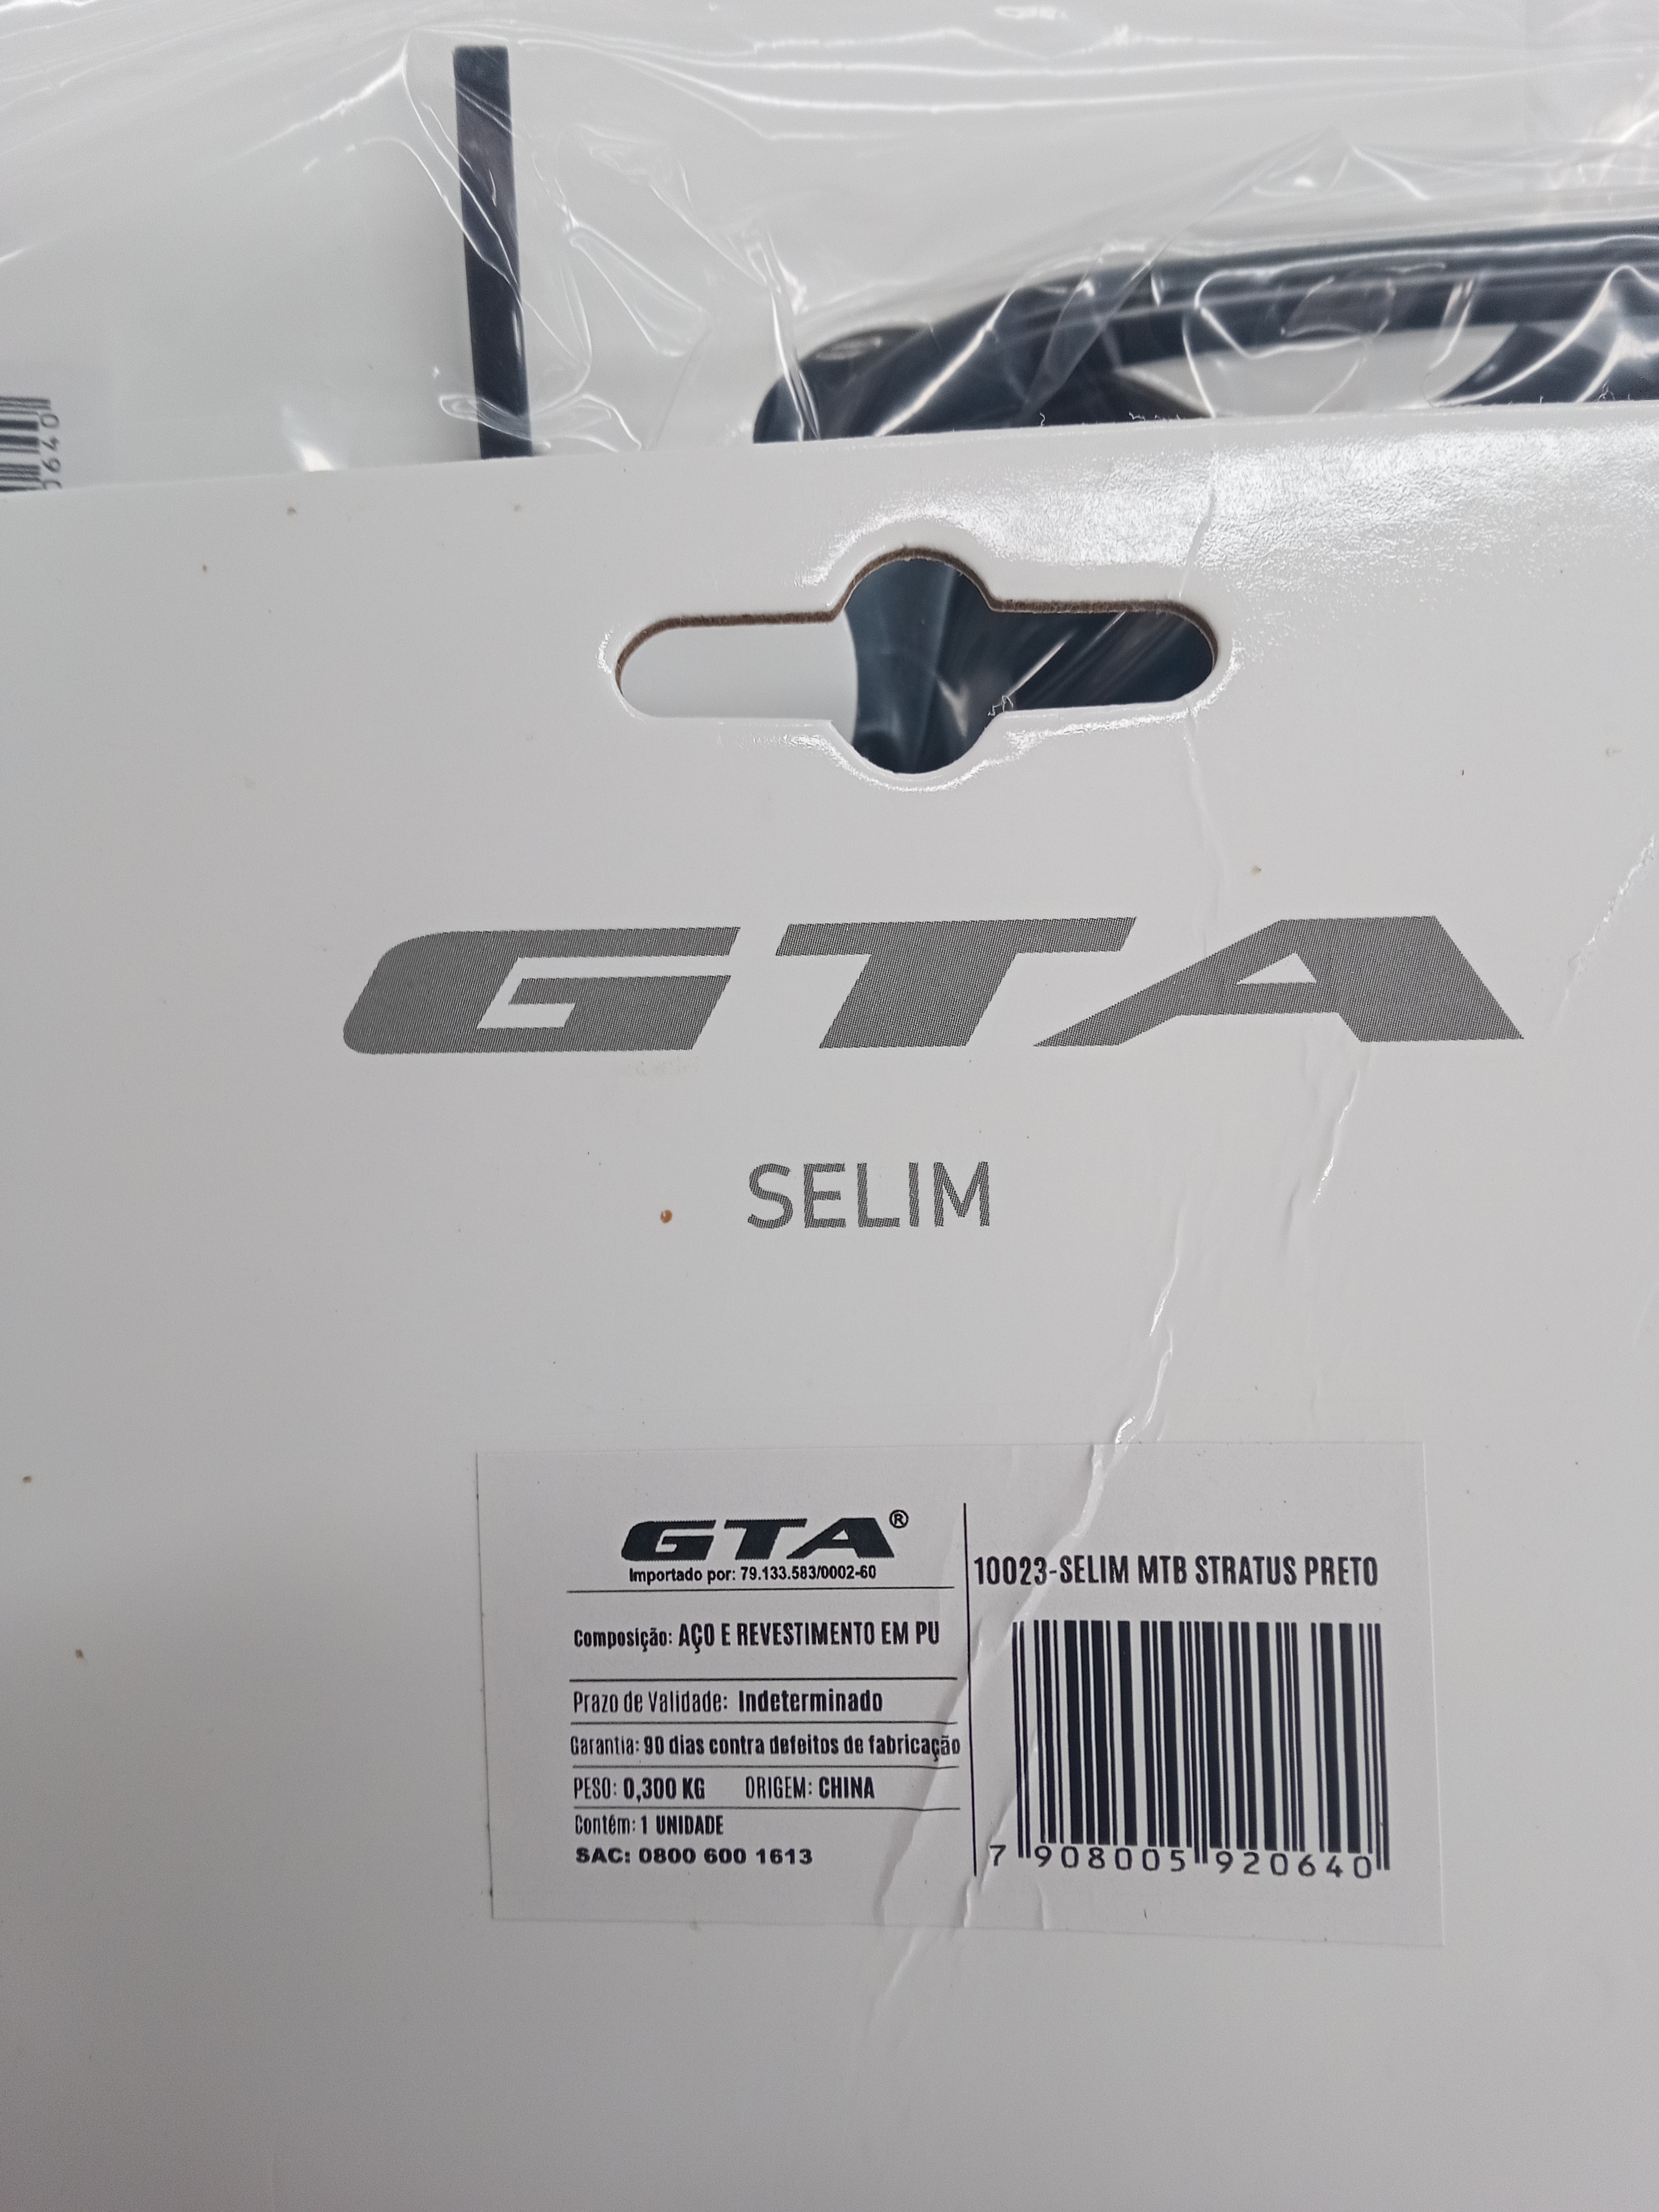 0640
GTA
SELIM
GTA®
Importado por: 79.133.583/0002-60
Composição: AÇO E REVESTIMENTO EM PU
Prazo de Validade: Indeterminado
Garantia: 90 dias contra defeitos de fabricação
PESO: 0,300 KG ORIGEM: CHINA
Contém: 1 UNIDADE
SAC: 0800 600 1613
10023-SELIM MTB STRATUS PRETO
7 908005 920640